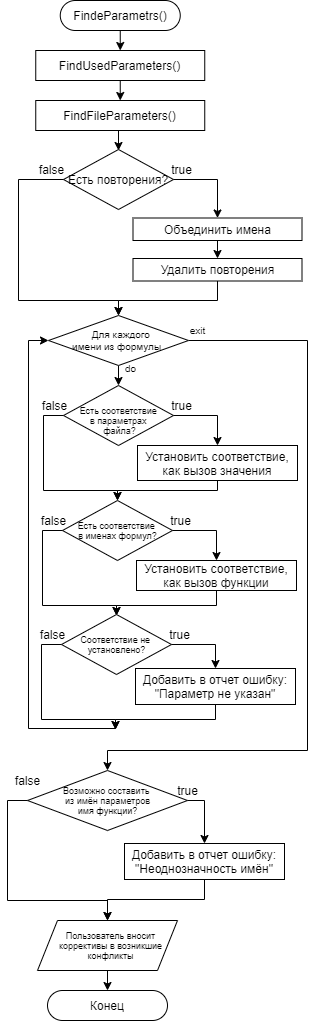 FindeParametrs()
FindUsedParameters()
FindFileParameters()
false
true
Есть повторения?
Объединить имена
Удалить повторения
Для каждого
имени из формулы
exit
do
false
true
Есть соответствие
в параметрах
файла?
Установить соответствие,
как вызов значения
false
true
Есть соответствие
в именах формул?
Установить соответствие,
как вызов функции
false
true
Соответствие не
установлено?
Добавить в отчет ошибку:
"Параметр не указан"
false
true
Возможно составить
из имён параметров
имя функции?
Добавить в отчет ошибку:
"Неоднозначность имён"
Пользователь вносит
коррективы в возникшие
конфликты
Конец